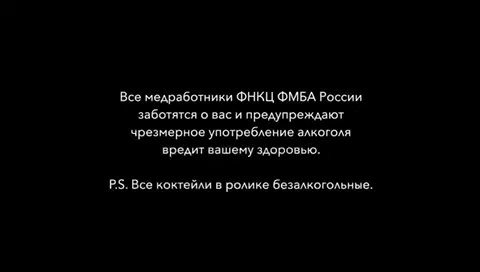 Все медработники ФНКЦ ФМБА России
заботятся о вас и предупреждают
чрезмерное употребление алкоголя
вредит вашему здоровью.
P.S. Все коктейли в ролике безалкогольные.